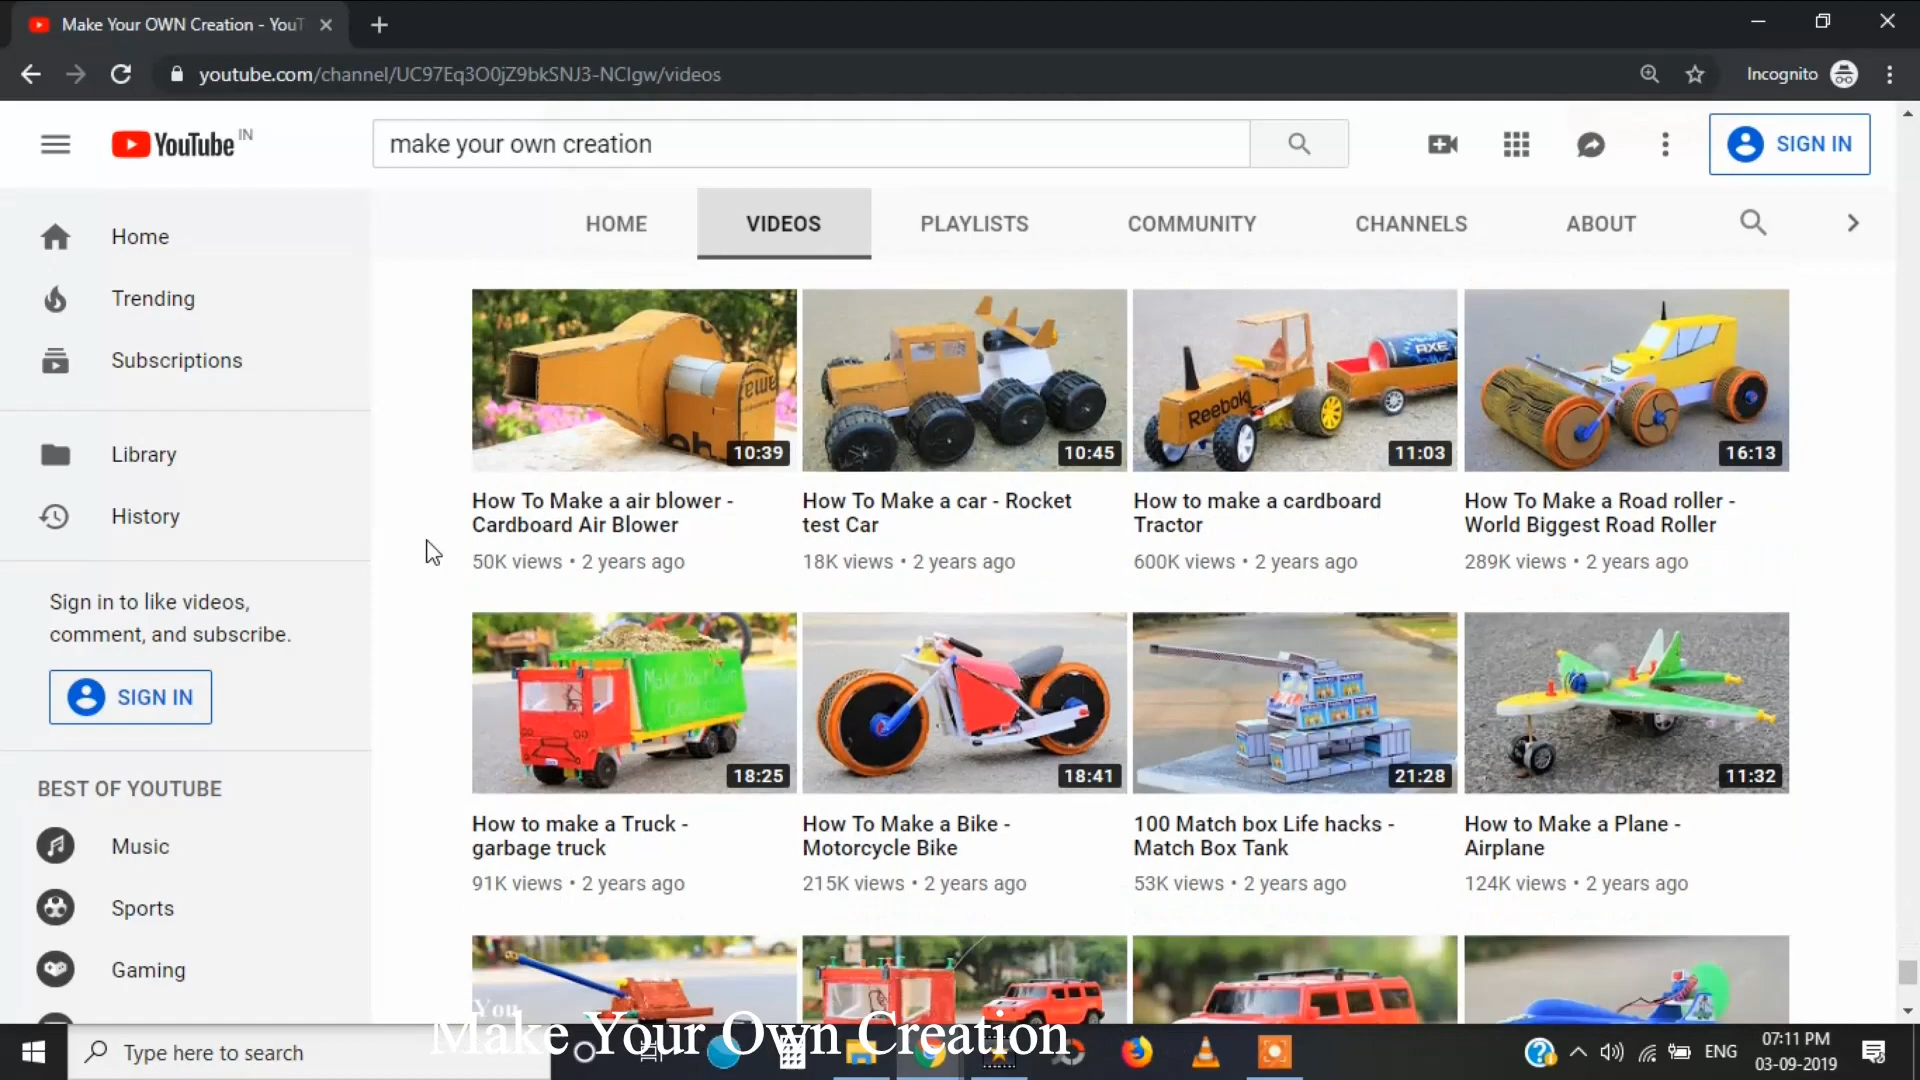 Make Your OWN Creation - YouT
youtube.com/channel/UC97Eq3O0jZ9bkSNJ3-NCIgw/videos
Incognito
YouTube IN
make your own creation
SIGN IN
HOME
VIDEOS
PLAYLISTS
COMMUNITY
CHANNELS
ABOUT
Home
Trending
Subscriptions
Library
History
Sign in to like videos,
comment, and subscribe.
SIGN IN
BEST OF YOUTUBE
Music
Sports
Gaming
10:39
AXE
Reebok
10:45
11:03
16:13
How To Make a air blower -
Cardboard Air Blower
50K views • 2 years ago
How To Make a car - Rocket
test Car
18K views • 2 years ago
How to make a cardboard
Tractor
600K views • 2 years ago
How To Make a Road roller -
World Biggest Road Roller
289K views • 2 years ago
Make Your Own
Creation
18:25
18:41
21:28
11:32
How to make a Truck -
garbage truck
91K views • 2 years ago
How To Make a Bike -
Motorcycle Bike
215K views • 2 years ago
100 Match box Life hacks -
Match Box Tank
53K views • 2 years ago
How to Make a Plane -
Airplane
124K views • 2 years ago
You
Make Your Own Creation
Type here to search
ENG
07:11 PM
03-09-2019